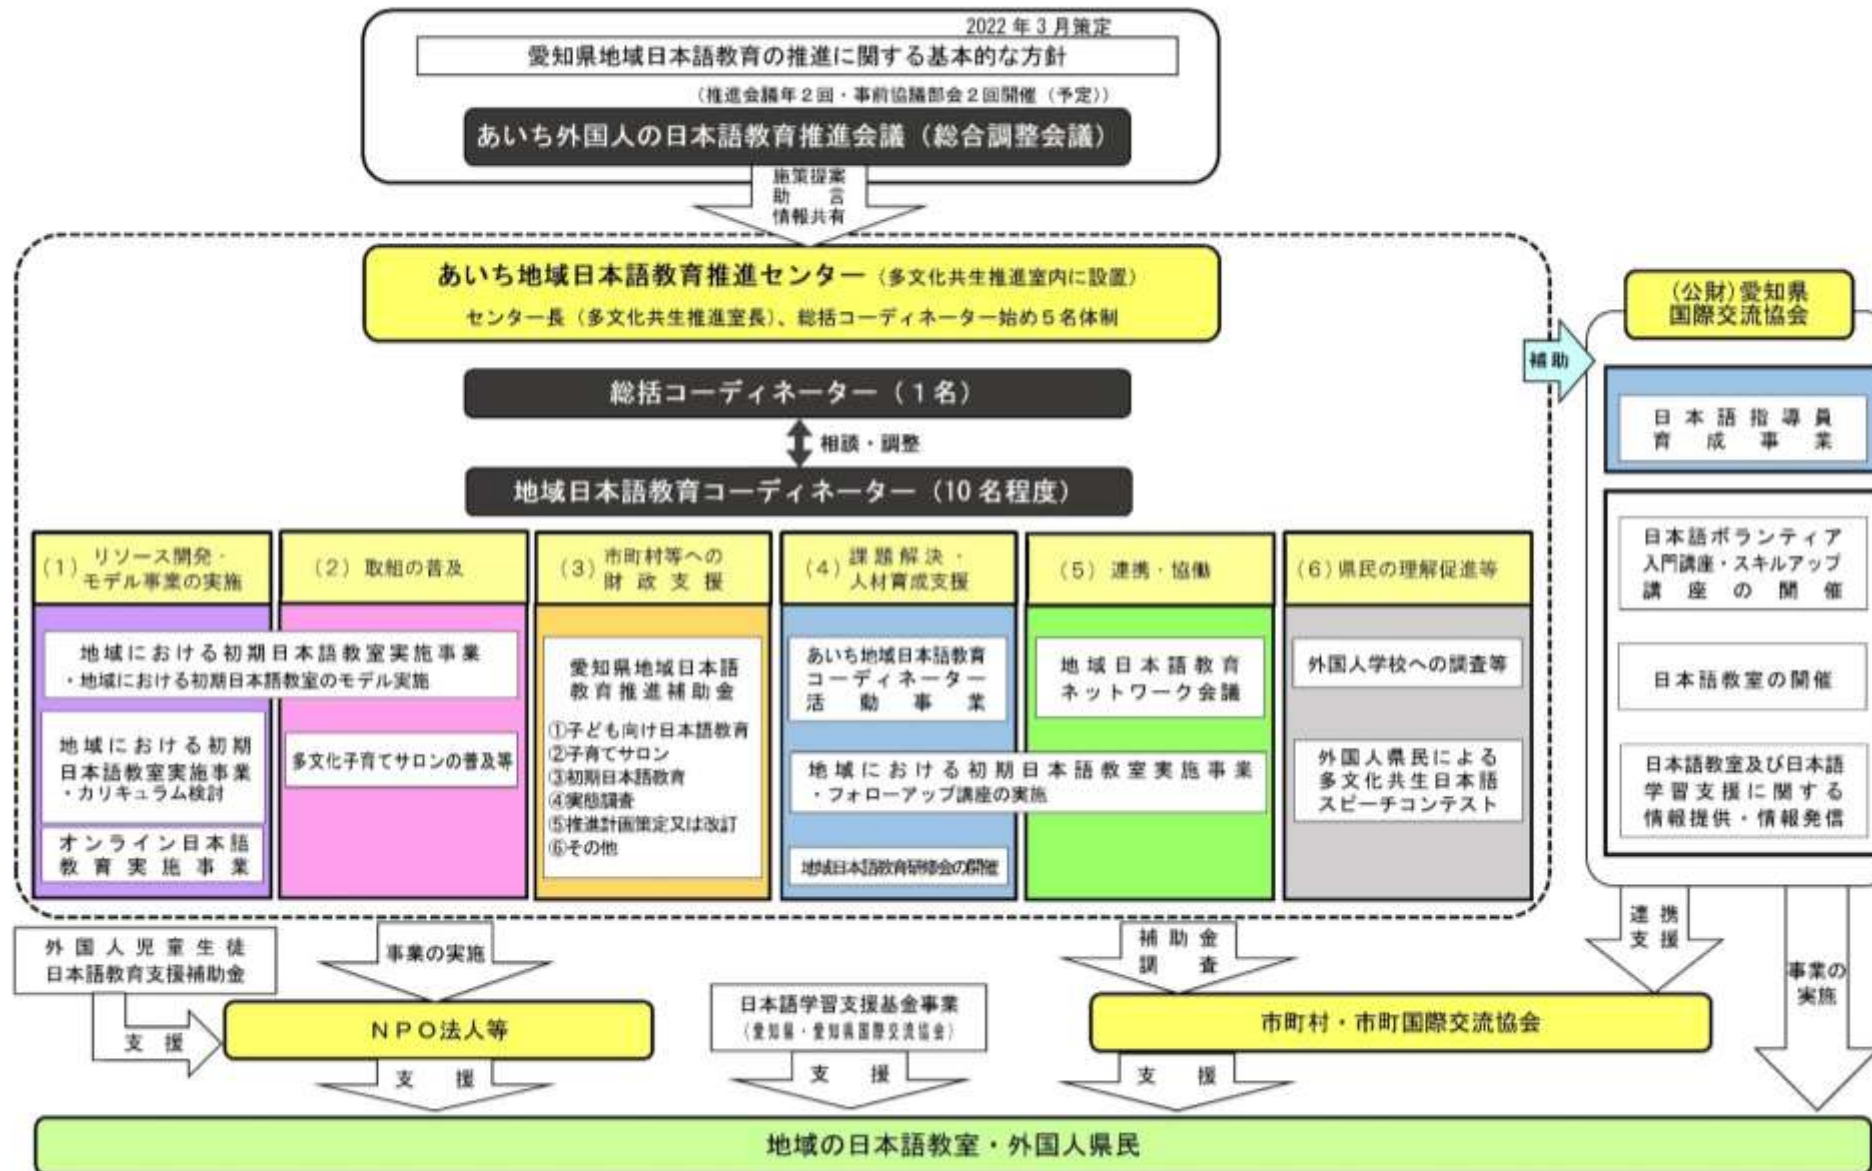 2022年3月策定
愛知県地域日本語教育の推進に関する基本的な方針
（推進会議年2回・事前協議部会2回開催（予定））
あいち外国人の日本語教育推進会議（総合調整会議）
施策提案
助言
情報共有
あいち地域日本語教育推進センター（多文化共生推進室内に設置）
センター長（多文化共生推進室長）、総括コーディネーター始め5名体制
総括コーディネーター（1名）
相談・調整
地域日本語教育コーディネーター（10名程度）
(1) リソース開発・
モデル事業の実施
(2) 取組の普及
(3) 市町村等への
財政支援
(4) 課題解決・
人材育成支援
(5) 連携・協働
(6) 県民の理解促進等
地域における初期日本語教室実施事業
・地域における初期日本語教室のモデル実施
地域における初期
日本語教室実施事業
・カリキュラム検討
オンライン日本語
教育実施事業
多文化子育てサロンの普及等
愛知県地域日本語
教育推進補助金
①子ども向け日本語教育
②子育てサロン
③初期日本語教育
④実態調査
⑤推進計画策定又は改訂
⑥その他
あいち地域日本語教育
コーディネーター
活動事業
地域における初期日本語教室実施事業
・フォローアップ講座の実施
地域日本語教育研修会の開催
地域日本語教育
ネットワーク会議
外国人学校への調査等
外国人県民による
多文化共生日本語
スピーチコンテスト
補助
(公財)愛知県
国際交流協会
日本語指導員
育成事業
日本語ボランティア
入門講座・スキルアップ
講座の開催
日本語教室の開催
日本語教室及び日本語
学習支援に関する
情報提供・情報発信
外国人児童生徒
日本語教育支援補助金
支援
事業の実施
NPO法人等
支援
日本語学習支援基金事業
（愛知県・愛知県国際交流協会）
支援
補助金
調査
連携
支援
市町村・市町国際交流協会
支援
事業の
実施
地域の日本語教室・外国人県民